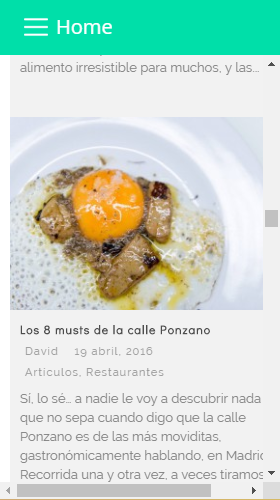 Home
alimento irresistible para muchos, y las...
Los 8 musts de la calle Ponzano
David 19 abril, 2016
Artículos, Restaurantes
Sí, lo sé… a nadie le voy a descubrir nada
que no sepa cuando digo que la calle
Ponzano es de las más moviditas,
gastronómicamente hablando, en Madrid
Recorrida una y otra vez, a veces tiramos